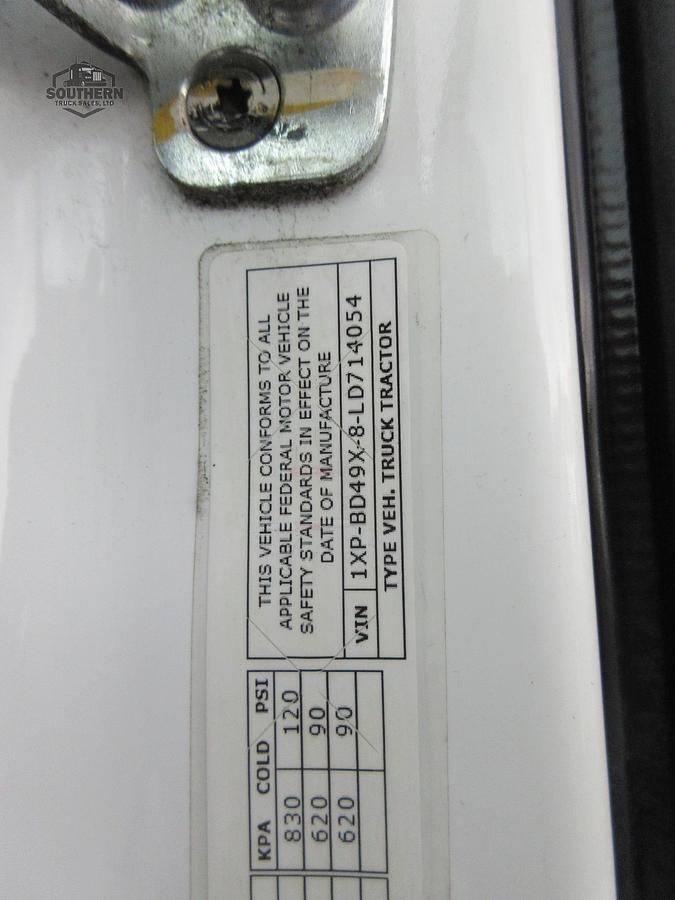 SOUTHERN
TRUCK SALES, LTD
THIS VEHICLE CONFORMS TO ALL
APPLICABLE FEDERAL MOTOR VEHICLE
SAFETY STANDARDS IN EFFECT ON THE
DATE OF MANUFACTURE
VIN 1XP-BD49X-8-LD714054
TYPE VEH. TRUCK TRACTOR
KPA COLD PSI
830 120
620 90
620 90